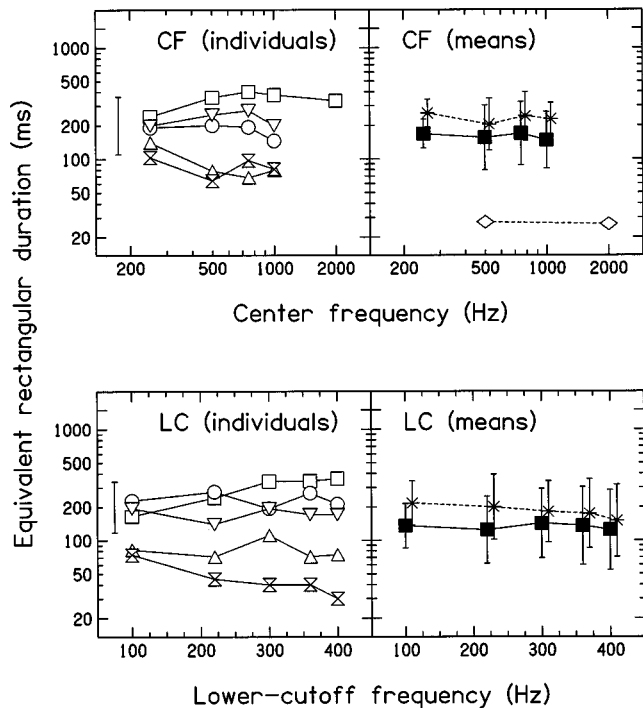 Equivalent rectangular duration (ms)
CF (individuals)
CF (means)
1000
500
200
100
50
20
200 500 1000 2000
200 500 1000 2000
Center frequency (Hz)
LC (individuals)
LC (means)
1000
500
200
100
50
20
100 200 300 400
100 200 300 400
Lower-cutoff frequency (Hz)